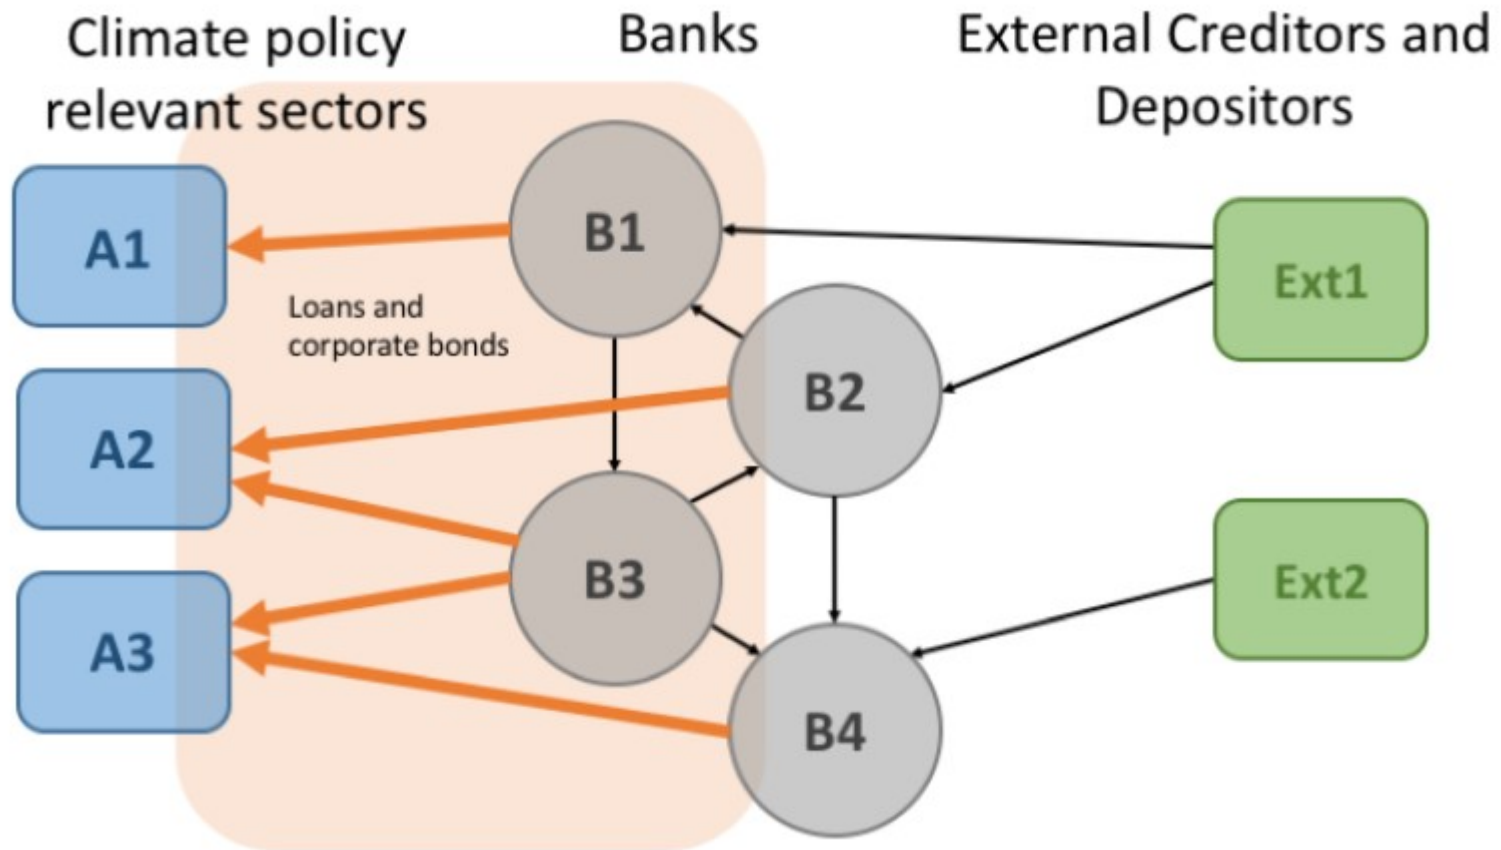 Climate policy
relevant sectors
Banks
External Creditors and
Depositors
A1
B1
Ext1
Loans and
corporate bonds
B2
A2
B3
Ext2
A3
B4